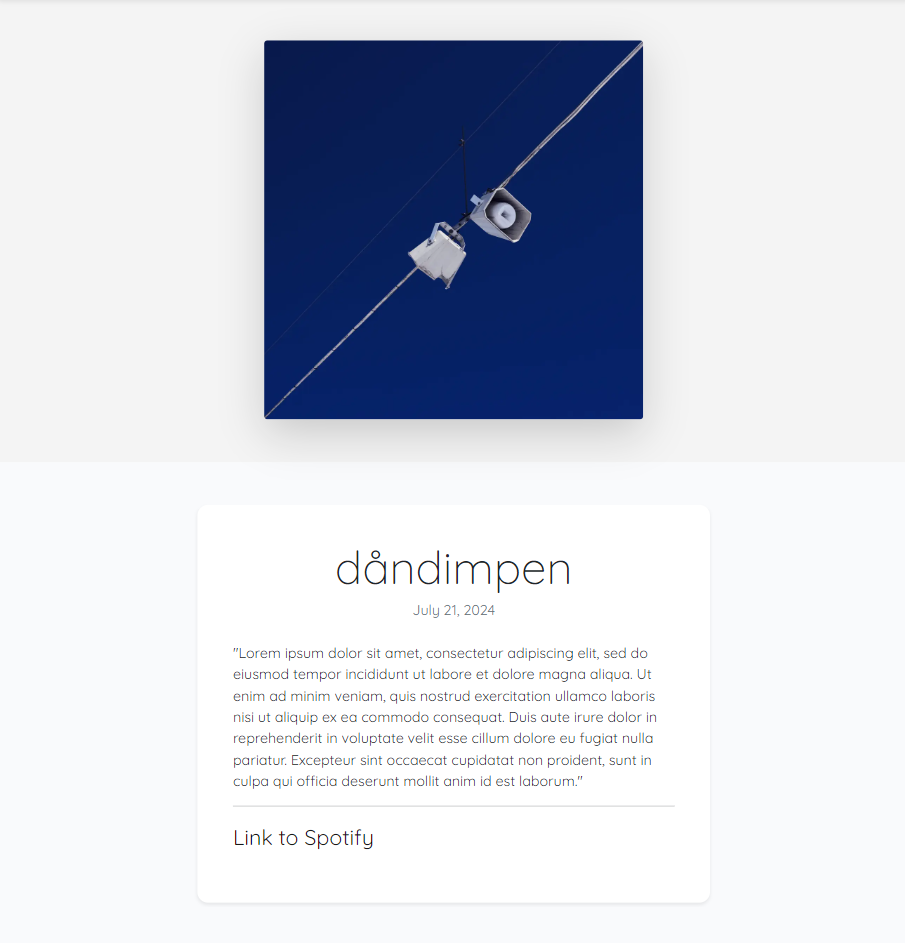 dåndimpen
July 21, 2024
"Lorem ipsum dolor sit amet, consectetur adipiscing elit, sed do
eiusmod tempor incididunt ut labore et dolore magna aliqua. Ut
enim ad minim veniam, quis nostrud exercitation ullamco laboris
nisi ut aliquip ex ea commodo consequat. Duis aute irure dolor in
reprehenderit in voluptate velit esse cillum dolore eu fugiat nulla
pariatur. Excepteur sint occaecat cupidatat non proident, sunt in
culpa qui officia deserunt mollit anim id est laborum."
Link to Spotify